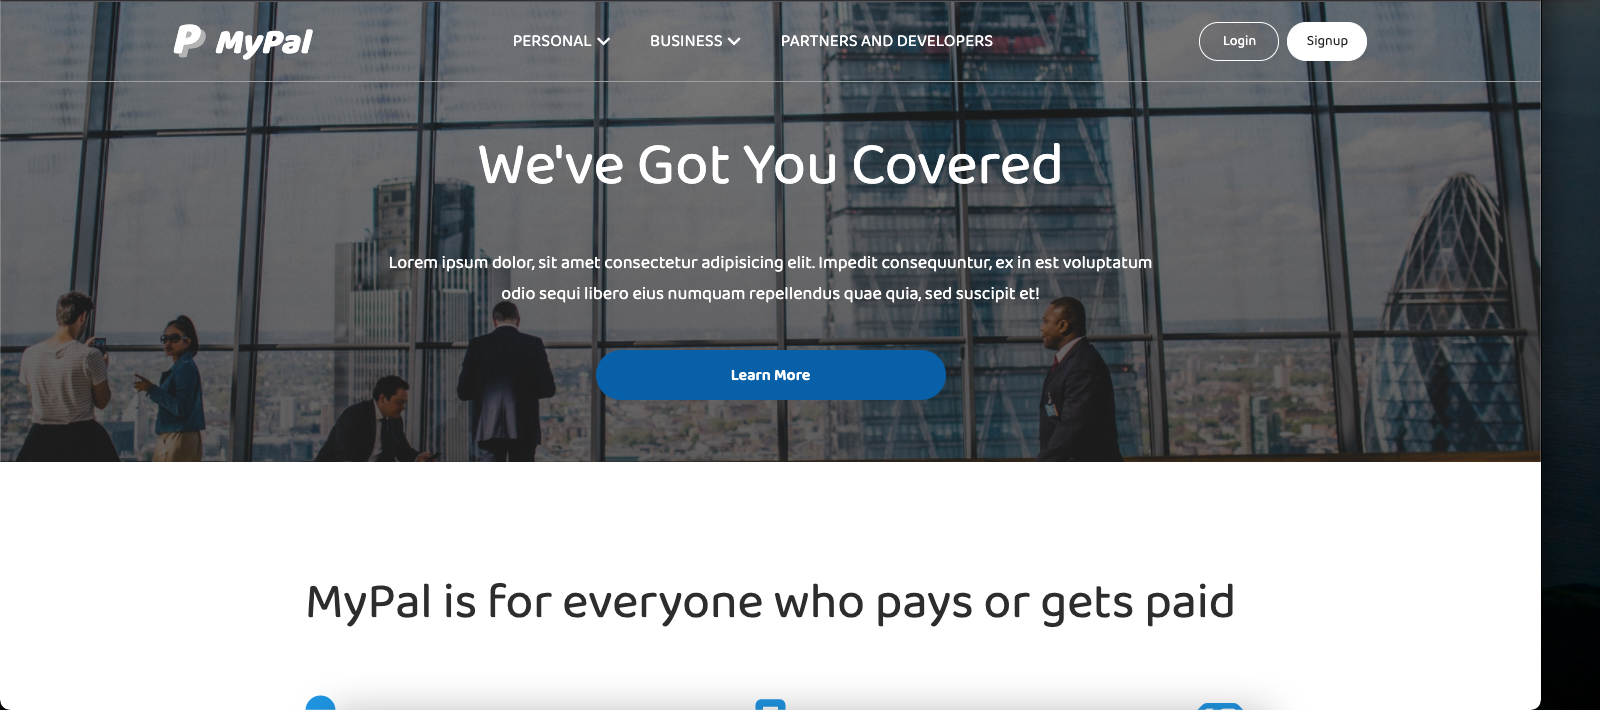 MyPal
PERSONAL
BUSINESS
PARTNERS AND DEVELOPERS
Login
Signup
We've Got You Covered
Lorem ipsum dolor, sit amet consectetur adipisicing elit. Impedit consequuntur, ex in est voluptatum
odio sequi libero eius numquam repellendus quae quia, sed suscipit et!
Learn More
MyPal is for everyone who pays or gets paid